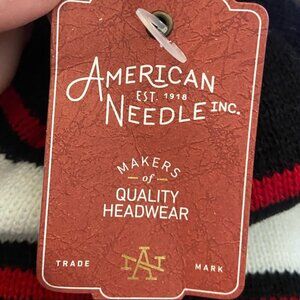 AMERICAN
EST. 1918
NEEDLE INC.
MAKERS
of
QUALITY
HEADWEAR
TRADE MARK